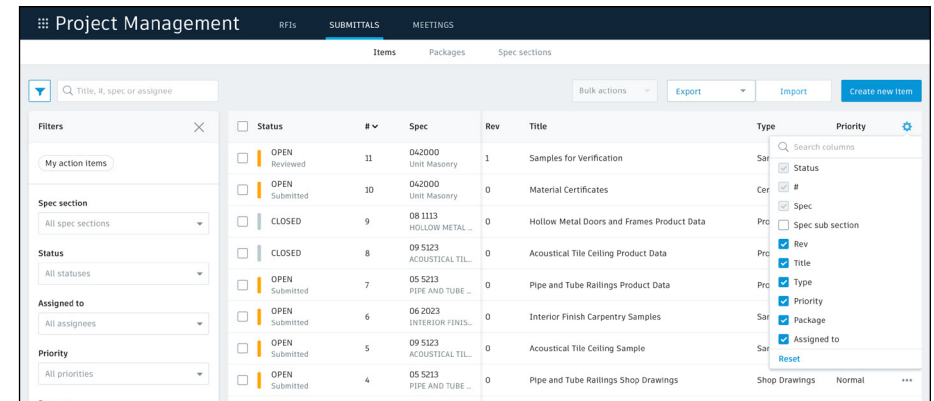 Project Management RFIs SUBMITTALS MEETINGS
Items Packages Spec sections
Title, #, spec or assignee Bulk actions Export Import Create new Item
Filters
My action items
Spec section
All spec sections
Status
All statuses
Assigned to
All assignees
Priority
All priorities
Status # Spec Rev Title Type Priority
OPEN 042000
Reviewed 11 Unit Masonry 1 Samples for Verification
OPEN 042000
Submitted 10 Unit Masonry 0 Material Certificates
CLOSED 9 08 1113 0 Hollow Metal Doors and Frames Product Data
HOLLOW METAL ...
CLOSED 8 09 5123 0 Acoustical Tile Ceiling Product Data
ACOUSTICAL TIL...
OPEN 05 5213
Submitted 7 PIPE AND TUBE ... 0 Pipe and Tube Railings Product Data
OPEN 06 2023
Submitted 6 INTERIOR FINIS... 0 Interior Finish Carpentry Samples
OPEN 09 5123
Submitted 5 ACOUSTICAL TIL... 0 Acoustical Tile Ceiling Sample
OPEN 05 5213
Submitted 4 PIPE AND TUBE ... 0 Pipe and Tube Railings Shop Drawings Shop Drawings Normal
Search columns
Status
#
Spec
Spec sub section
Rev
Title
Type
Priority
Package
Assigned to
Reset